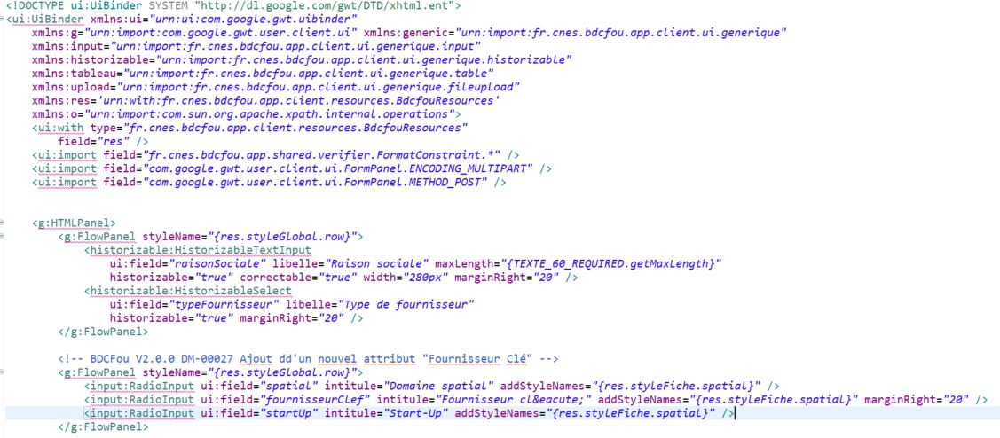 <!DOCTYPE ui:UiBinder SYSTEM "http://dl.google.com/gwt/DTD/xhtml.ent">
<ui:UiBinder xmlns:ui="urn:ui:com.google.gwt.uibinder"
    xmlns:g="urn:import:com.google.gwt.user.client.ui" xmlns:generic="urn:import:fr.cnes.bdcfou.app.client.ui.generique"
    xmlns:input="urn:import:fr.cnes.bdcfou.app.client.ui.generique.input"
    xmlns:historizable="urn:import:fr.cnes.bdcfou.app.client.ui.generique.historizable"
    xmlns:tableau="urn:import:fr.cnes.bdcfou.app.client.ui.generique.table"
    xmlns:upload="urn:import:fr.cnes.bdcfou.app.client.ui.generique.fileupload"
    xmlns:res='urn:with:fr.cnes.bdcfou.app.client.resources.BdcfouResources'
    xmlns:o="urn:import:com.sun.org.apache.xpath.internal.operations">
    <ui:with type="fr.cnes.bdcfou.app.client.resources.BdcfouResources"
        field="res" />
    <ui:import field="fr.cnes.bdcfou.app.shared.verifier.FormatConstraint.*" />
    <ui:import field="com.google.gwt.user.client.ui.FormPanel.ENCODING_MULTIPART" />
    <ui:import field="com.google.gwt.user.client.ui.FormPanel.METHOD_POST" />
    <g:HTMLPanel>
        <g:FlowPanel styleName="{res.styleGlobal.row}">
            <historizable:HistorizableTextInput
                ui:field="raisonSociale" libelle="Raison sociale" maxLength="{TEXTE_60_REQUIRED.getMaxLength}"
                historizable="true" correctable="true" width="280px" marginRight="20" />
            <historizable:HistorizableSelect
                ui:field="typeFournisseur" libelle="Type de fournisseur"
                historizable="true" marginRight="20" />
        </g:FlowPanel>
        <!-- BDCFou V2.0.0 DM-00027 Ajout dd'un nouvel attribut "Fournisseur Clé" -->
        <g:FlowPanel styleName="{res.styleGlobal.row}">
            <input:RadioInput ui:field="spatial" intitule="Domaine spatial" addStyleNames="{res.styleFiche.spatial}" />
            <input:RadioInput ui:field="fournisseurClef" intitule="Fournisseur cl&eacute;" addStyleNames="{res.styleFiche.spatial}" marginRight="20" />
            <input:RadioInput ui:field="startUp" intitule="Start-Up" addStyleNames="{res.styleFiche.spatial}" />
        </g:FlowPanel>